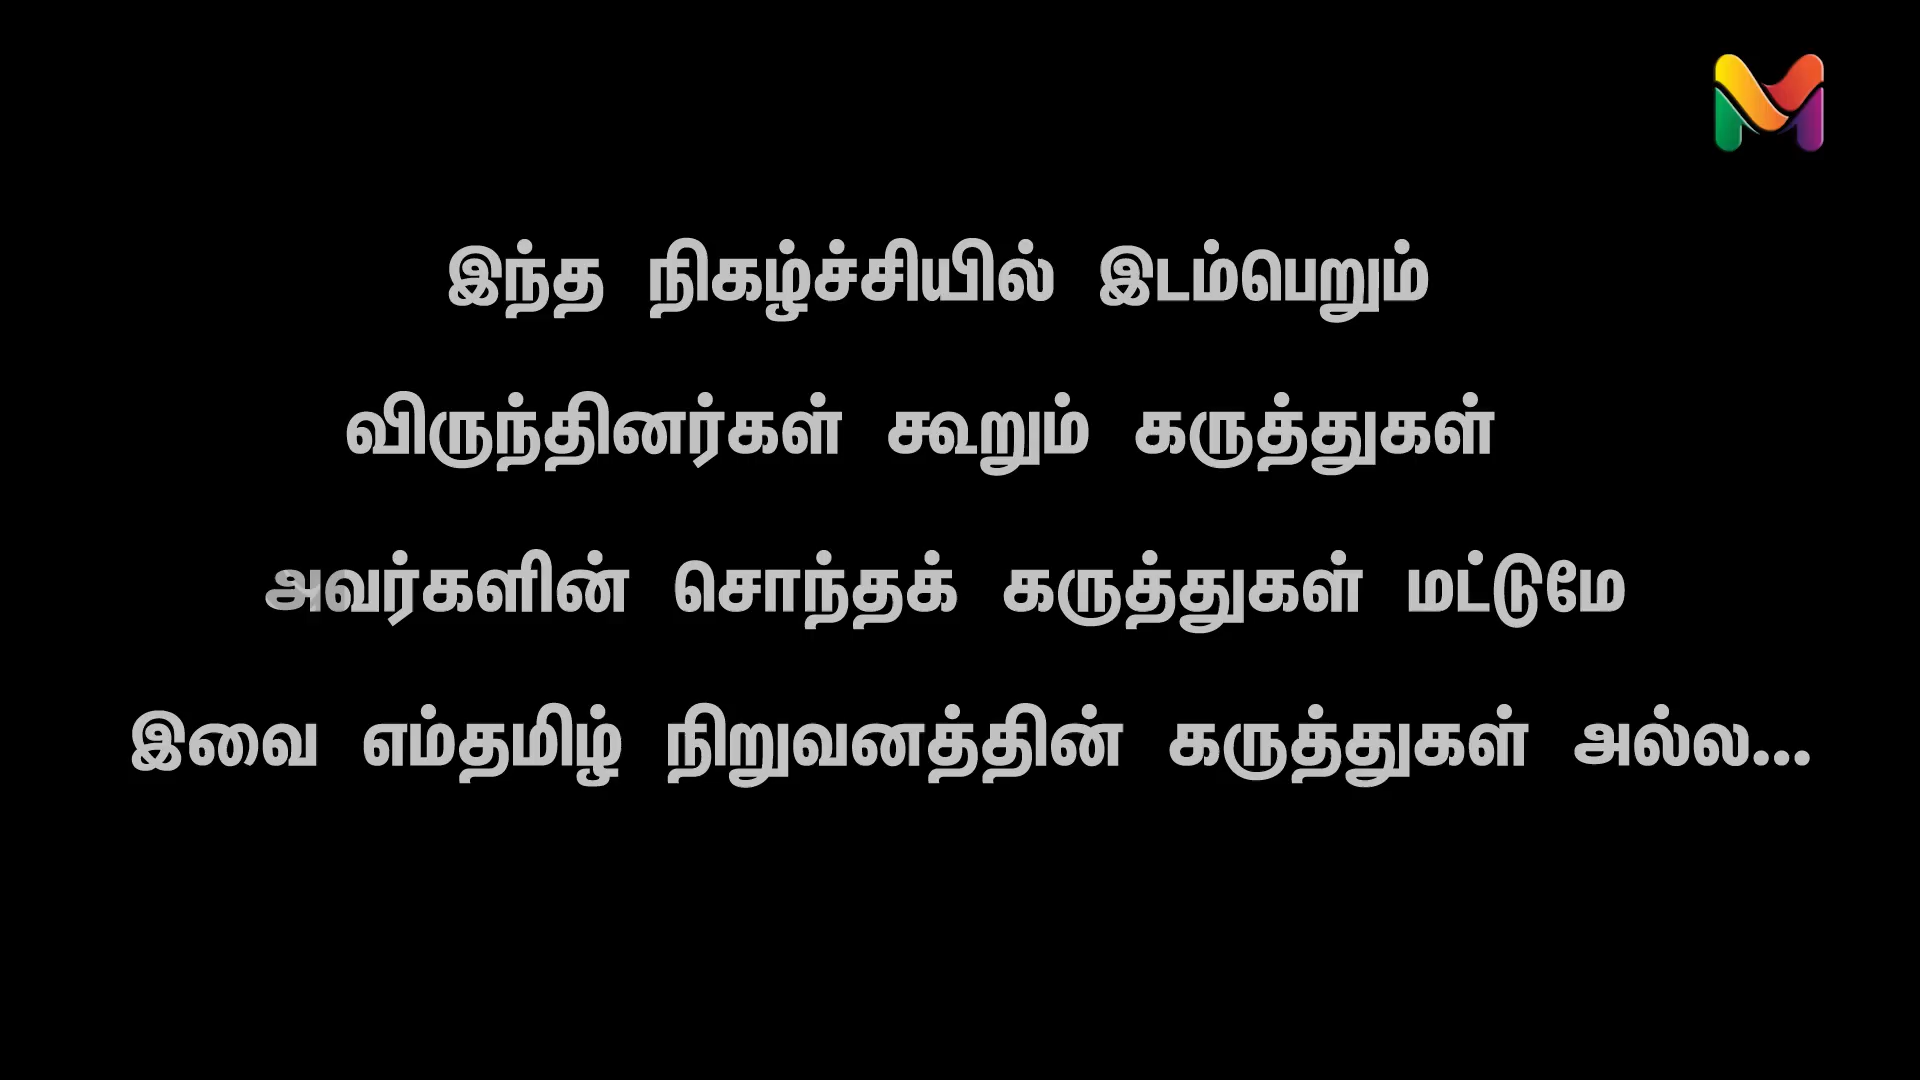 இந்த நிகழ்ச்சியில் இடம்பெறும்
விருந்தினர்கள் கூறும் கருத்துகள்
அவர்களின் சொந்தக் கருத்துகள் மட்டுமே
இவை எம்தமிழ் நிறுவனத்தின் கருத்துகள் அல்ல...